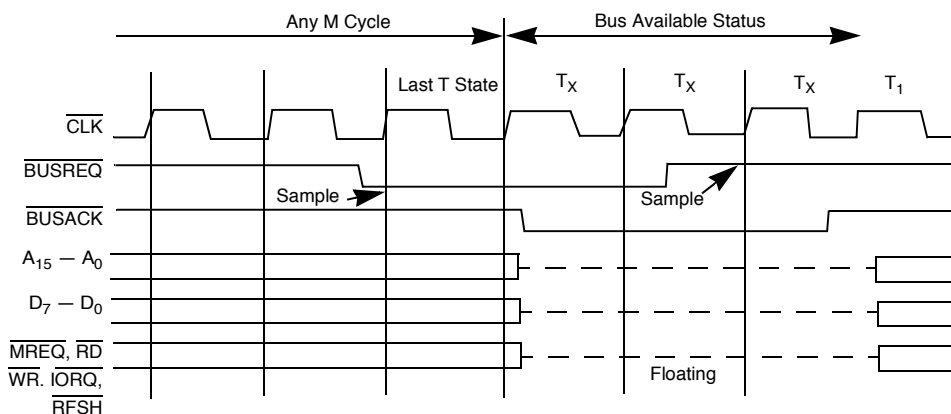 Any M Cycle
Bus Available Status
Last T State
TX
TX
TX
T1
CLK
BUSREQ
Sample
Sample
BUSACK
A15 — A0
D7 — D0
MREQ, RD
WR. IORQ,
Floating
RFSH